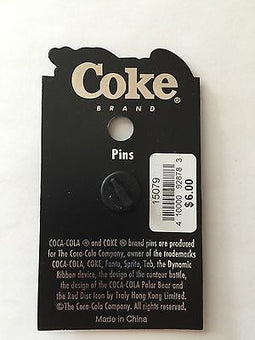 Coke®
BRAND
Pins
15079
4 10000 92678 3
$6.00
COCA-COLA ® and COKE ® brand pins are produced
for The Coca-Cola Company, owner of the trademarks
COCA-COLA, COKE, Fanta, Sprite, Tab, the Dynamic
Ribbon device, the design of the contour bottle,
the design of the COCA-COLA Polar Bear and
the Red Disc Icon by Traly Hong Kong Limited.
©The Coca-Cola Company. All rights reserved.
Made in China